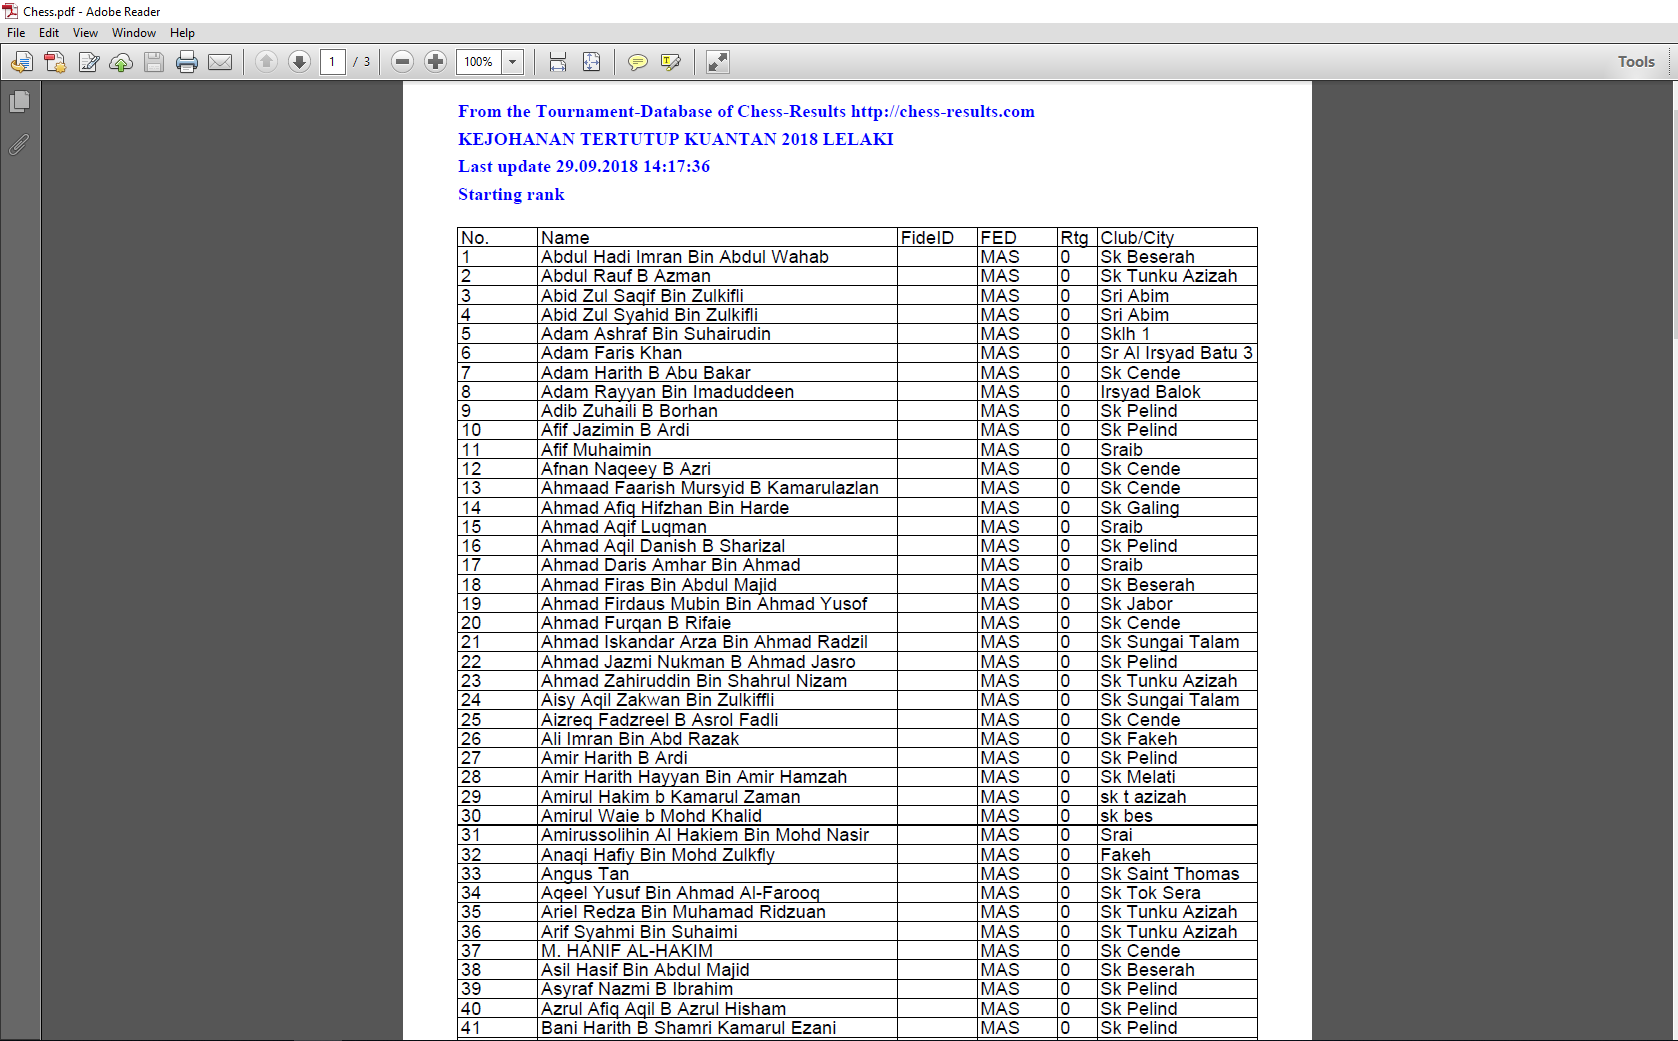 Chess.pdf - Adobe Reader
File Edit View Window Help
1 / 3 100% Tools
From the Tournament-Database of Chess-Results http://chess-results.com
KEJOHANAN TERTUTUP KUANTAN 2018 LELAKI
Last update 29.09.2018 14:17:36
Starting rank
No. Name FideID FED Rtg Club/City
1 Abdul Hadi Imran Bin Abdul Wahab MAS 0 Sk Beserah
2 Abdul Rauf B Azman MAS 0 Sk Tunku Azizah
3 Abid Zul Saqif Bin Zulkifli MAS 0 Sri Abim
4 Abid Zul Syahid Bin Zulkifli MAS 0 Sri Abim
5 Adam Ashraf Bin Suhairudin MAS 0 Sklh 1
6 Adam Faris Khan MAS 0 Sr Al Irsyad Batu 3
7 Adam Harith B Abu Bakar MAS 0 Sk Cende
8 Adam Rayyan Bin Imaduddeen MAS 0 Irsyad Balok
9 Adib Zuhaili B Borhan MAS 0 Sk Pelind
10 Afif Jazimin B Ardi MAS 0 Sk Pelind
11 Afif Muhaimin MAS 0 Sraib
12 Afnan Naqeey B Azri MAS 0 Sk Cende
13 Ahmaad Faarish Mursyid B Kamarulazlan MAS 0 Sk Cende
14 Ahmad Afiq Hifzhan Bin Harde MAS 0 Sk Galing
15 Ahmad Aqif Luqman MAS 0 Sraib
16 Ahmad Aqil Danish B Sharizal MAS 0 Sk Pelind
17 Ahmad Daris Amhar Bin Ahmad MAS 0 Sraib
18 Ahmad Firas Bin Abdul Majid MAS 0 Sk Beserah
19 Ahmad Firdaus Mubin Bin Ahmad Yusof MAS 0 Sk Jabor
20 Ahmad Furqan B Rifaie MAS 0 Sk Cende
21 Ahmad Iskandar Arza Bin Ahmad Radzil MAS 0 Sk Sungai Talam
22 Ahmad Jazmi Nukman B Ahmad Jasro MAS 0 Sk Pelind
23 Ahmad Zahiruddin Bin Shahrul Nizam MAS 0 Sk Tunku Azizah
24 Aisy Aqil Zakwan Bin Zulkiffli MAS 0 Sk Sungai Talam
25 Aizreq Fadzreel B Asrol Fadli MAS 0 Sk Cende
26 Ali Imran Bin Abd Razak MAS 0 Sk Fakeh
27 Amir Harith B Ardi MAS 0 Sk Pelind
28 Amir Harith Hayyan Bin Amir Hamzah MAS 0 Sk Melati
29 Amirul Hakim b Kamarul Zaman MAS 0 sk t azizah
30 Amirul Waie b Mohd Khalid MAS 0 sk bes
31 Amirussolihin Al Hakiem Bin Mohd Nasir MAS 0 Srai
32 Anaqi Hafiy Bin Mohd Zulkfly MAS 0 Fakeh
33 Angus Tan MAS 0 Sk Saint Thomas
34 Aqeel Yusuf Bin Ahmad Al-Farooq MAS 0 Sk Tok Sera
35 Ariel Redza Bin Muhamad Ridzuan MAS 0 Sk Tunku Azizah
36 Arif Syahmi Bin Suhaimi MAS 0 Sk Tunku Azizah
37 M. HANIF AL-HAKIM MAS 0 Sk Cende
38 Asil Hasif Bin Abdul Majid MAS 0 Sk Beserah
39 Asyraf Nazmi B Ibrahim MAS 0 Sk Pelind
40 Azrul Afiq Aqil B Azrul Hisham MAS 0 Sk Pelind
41 Bani Harith B Shamri Kamarul Ezani MAS 0 Sk Pelind